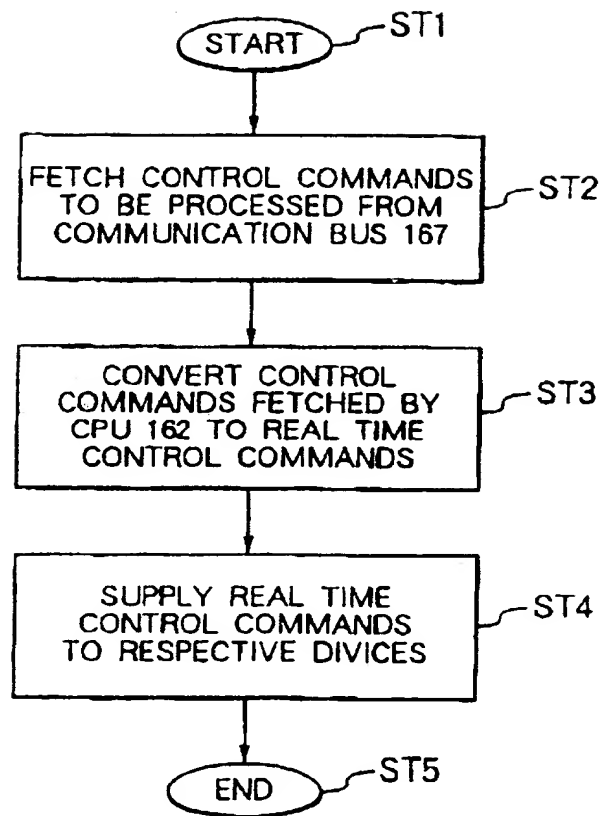 START
ST1
FETCH CONTROL COMMANDS
TO BE PROCESSED FROM
COMMUNICATION BUS 167
ST2
CONVERT CONTROL
COMMANDS FETCHED BY
CPU 162 TO REAL TIME
CONTROL COMMANDS
ST3
SUPPLY REAL TIME
CONTROL COMMANDS
TO RESPECTIVE DIVICES
ST4
END
ST5